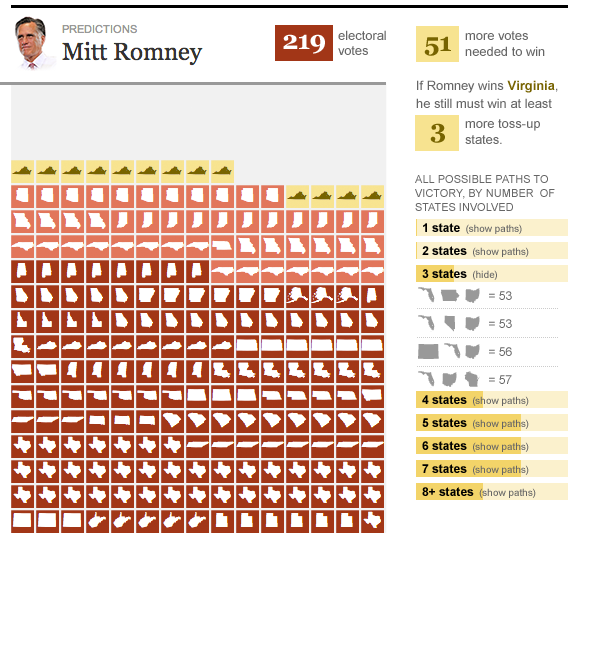 PREDICTIONS
Mitt Romney
219 electoral votes
51 more votes needed to win
If Romney wins Virginia,
he still must win at least
3 more toss-up states.
ALL POSSIBLE PATHS TO
VICTORY, BY NUMBER OF
STATES INVOLVED
1 state (show paths)
2 states (show paths)
3 states (hide)
= 53
= 53
= 56
= 57
4 states (show paths)
5 states (show paths)
6 states (show paths)
7 states (show paths)
8+ states (show paths)